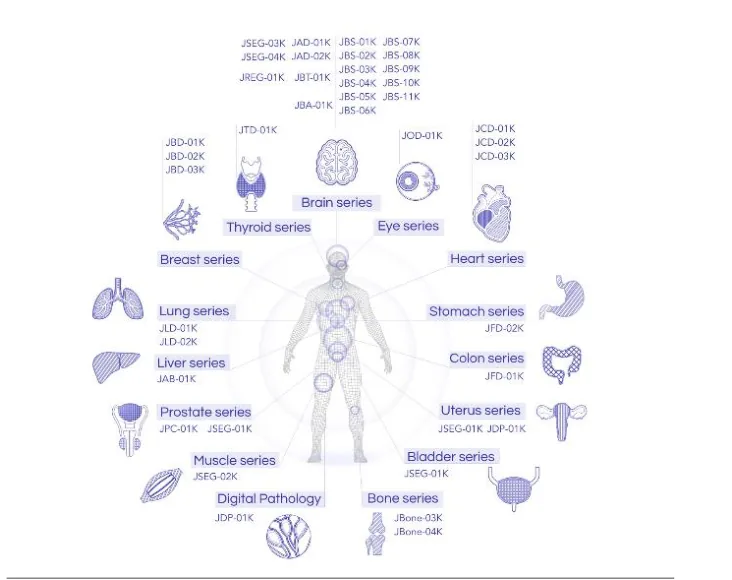 JSEG-03K JAD-01K JBS-01K JBS-07K
JSEG-04K JAD-02K JBS-02K JBS-08K
JBS-03K JBS-09K
JREG-01K JBT-01K JBS-04K JBS-10K
JBS-05K JBS-11K
JBA-01K JBS-06K
JBD-01K
JBD-02K
JBD-03K
JTD-01K
JOD-01K
JCD-01K
JCD-02K
JCD-03K
Brain series
Thyroid series
Eye series
Breast series
Heart series
Lung series
JLD-01K
JLD-02K
Stomach series
JFD-02K
Liver series
JAB-01K
Colon series
JFD-01K
Prostate series
JPC-01K JSEG-01K
Uterus series
JSEG-01K JDP-01K
Muscle series
JSEG-02K
Bladder series
JSEG-01K
Digital Pathology
JDP-01K
Bone series
JBone-03K
JBone-04K